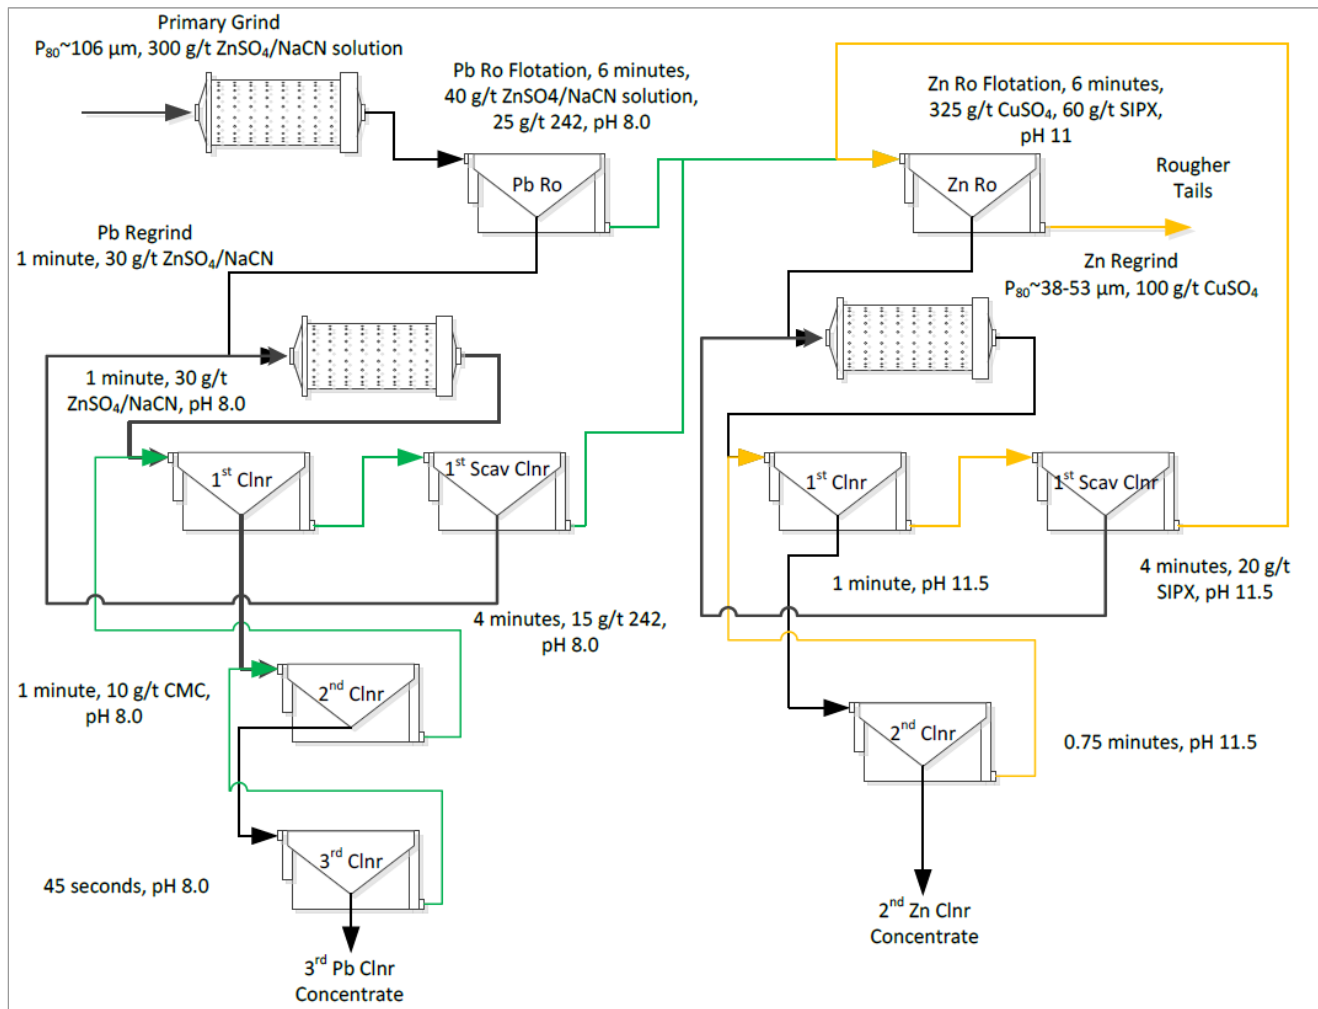 Primary Grind
P₈₀~106 µm, 300 g/t ZnSO₄/NaCN solution
Pb Ro Flotation, 6 minutes,
40 g/t ZnSO4/NaCN solution,
25 g/t 242, pH 8.0
Zn Ro Flotation, 6 minutes,
325 g/t CuSO₄, 60 g/t SIPX,
pH 11
Pb Ro
Zn Ro
Rougher
Tails
Pb Regrind
1 minute, 30 g/t ZnSO₄/NaCN
Zn Regrind
P₈₀~38-53 µm, 100 g/t CuSO₄
1 minute, 30 g/t
ZnSO₄/NaCN, pH 8.0
1st Clnr
1st Scav Clnr
1st Clnr
1st Scav Clnr
4 minutes, 15 g/t 242,
pH 8.0
1 minute, pH 11.5
4 minutes, 20 g/t
SIPX, pH 11.5
1 minute, 10 g/t CMC,
pH 8.0
2nd Clnr
2nd Clnr
0.75 minutes, pH 11.5
3rd Clnr
45 seconds, pH 8.0
2nd Zn Clnr
Concentrate
3rd Pb Clnr
Concentrate